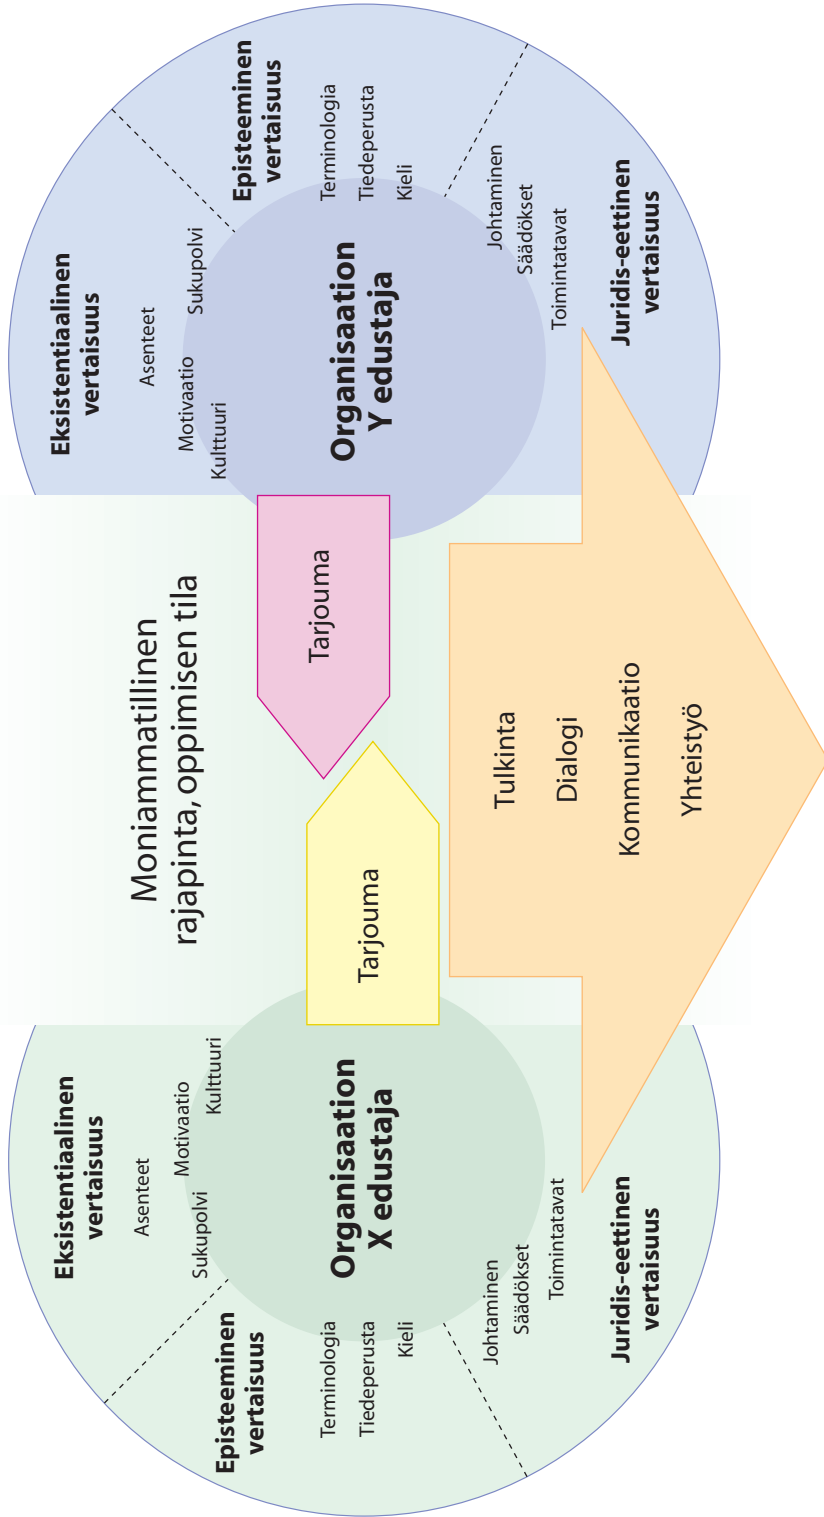 Eksistentiaalinen
vertaisuus
Asenteet
Motivaatio
Sukupolvi
Kulttuuri
Episteeminen
vertaisuus
Terminologia
Tiedeperusta
Kieli
Organisaation
X edustaja
Johtaminen
Säädökset
Toimintatavat
Juridis-eettinen
vertaisuus
Moniammatillinen
rajapinta, oppimisen tila
Tarjouma
Tarjouma
Tulkinta
Dialogi
Kommunikaatio
Yhteistyö
Eksistentiaalinen
vertaisuus
Asenteet
Sukupolvi
Motivaatio
Kulttuuri
Episteeminen
vertaisuus
Terminologia
Tiedeperusta
Kieli
Organisaation
Y edustaja
Johtaminen
Säädökset
Toimintatavat
Juridis-eettinen
vertaisuus